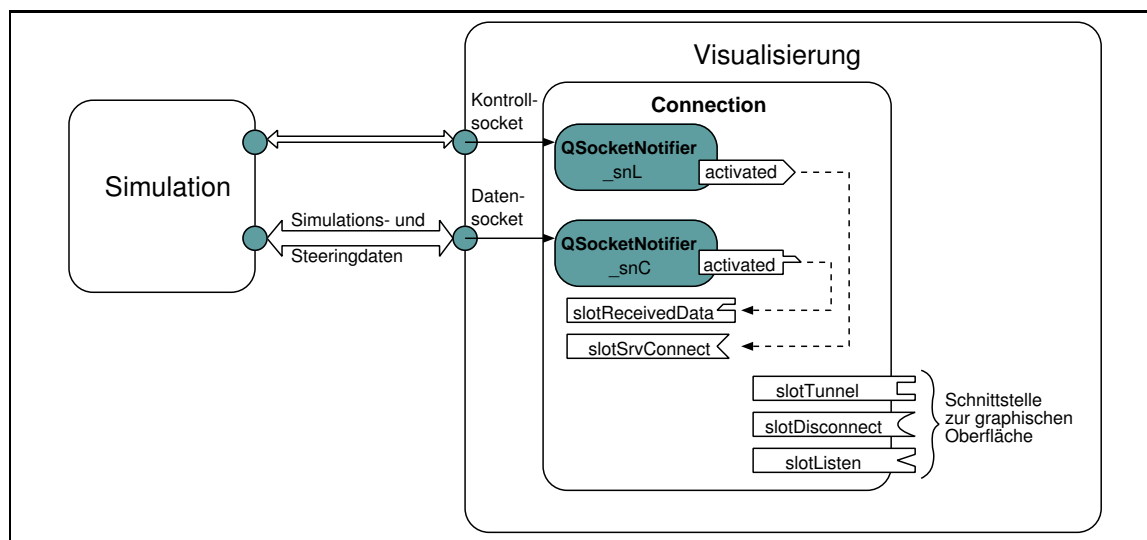 Visualisierung
Simulation
Kontroll-
socket
Daten-
socket
Simulations- und
Steeringdaten
Connection
QSocketNotifier
_snL
activated
QSocketNotifier
_snC
activated
slotReceivedData
slotSrvConnect
slotTunnel
slotDisconnect
slotListen
Schnittstelle
zur graphischen
Oberfläche